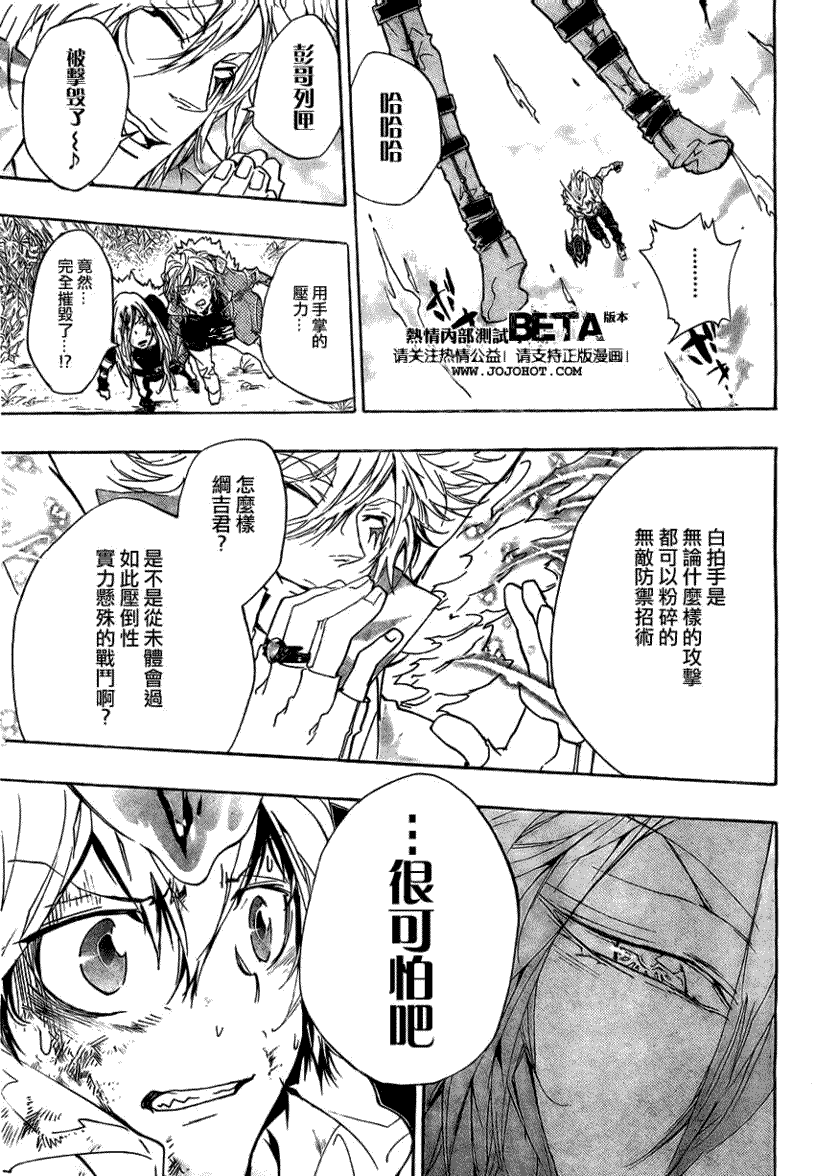 ………
哈哈哈
ボオ
ボオ
熱情內部測試 BETA 版本
请关注热情公益! 请支持正版漫画!
WWW.JOJOHOT.COM
彭哥列匣
被擊毀
了～♪
用手掌的
壓力…
竟然…
完全摧毀了…!?
白拍手是
無論什麼樣的攻擊
都可以粉碎的
無敵防禦招術
怎麼樣
綱吉君?
是不是從未體會過
如此壓倒性
實力懸殊的戰鬥啊?
…很可怕吧